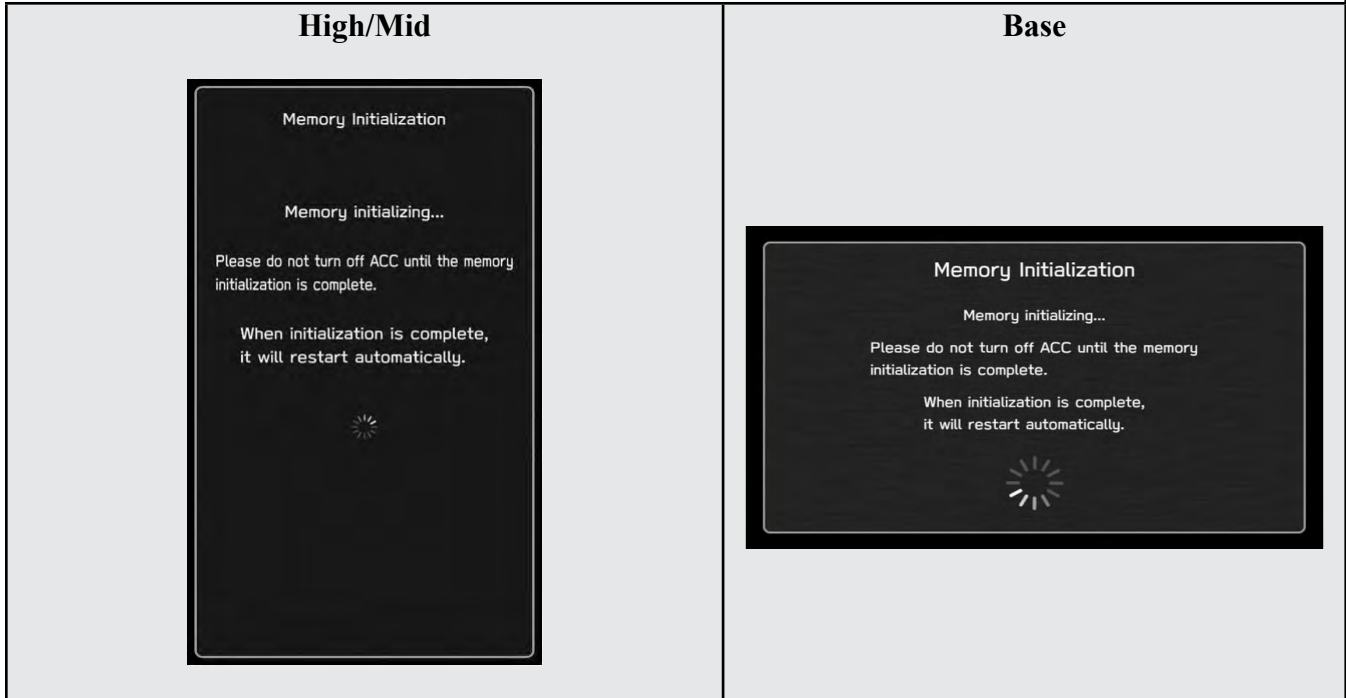 High/Mid
Memory Initialization
Memory initializing...
Please do not turn off ACC until the memory
initialization is complete.
When initialization is complete,
it will restart automatically.
Base
Memory Initialization
Memory initializing...
Please do not turn off ACC until the memory
initialization is complete.
When initialization is complete,
it will restart automatically.